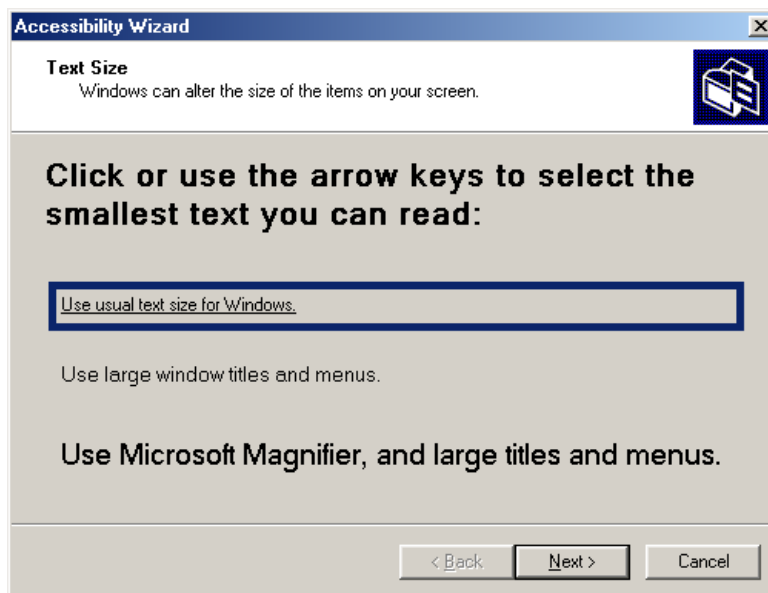 Accessibility Wizard
Text Size
Windows can alter the size of the items on your screen.
Click or use the arrow keys to select the
smallest text you can read:
Use usual text size for Windows.
Use large window titles and menus.
Use Microsoft Magnifier, and large titles and menus.
< Back Next > Cancel